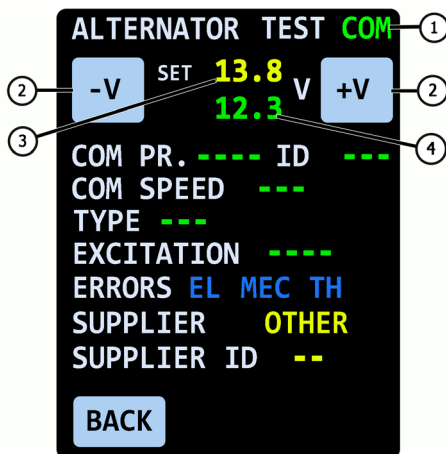 ALTERNATOR TEST COM 1
2 -V SET 13.8 V +V 2
12.3
3 4
COM PR. ---- ID ---
COM SPEED ---
TYPE ---
EXCITATION ----
ERRORS EL MEC TH
SUPPLIER OTHER
SUPPLIER ID --
BACK